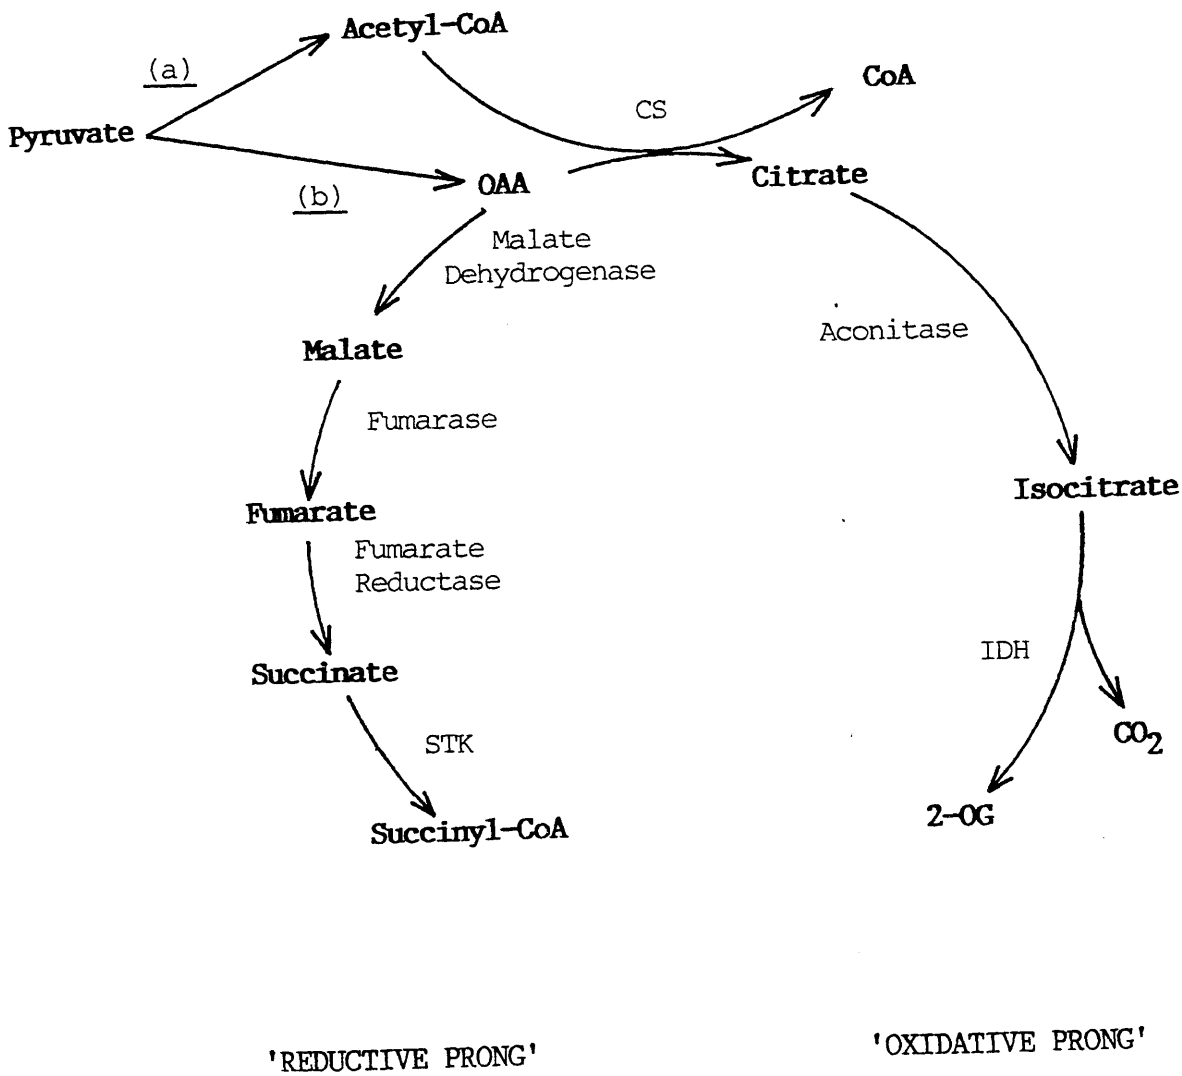 Acetyl-CoA
(a)
CoA
CS
Pyruvate
Citrate
OAA
(b)
Malate
Dehydrogenase
Aconitase
Malate
Fumarase
Isocitrate
Fumarate
Fumarate
Reductase
IDH
Succinate
CO2
STK
2-OG
Succinyl-CoA
'REDUCTIVE PRONG'
'OXIDATIVE PRONG'